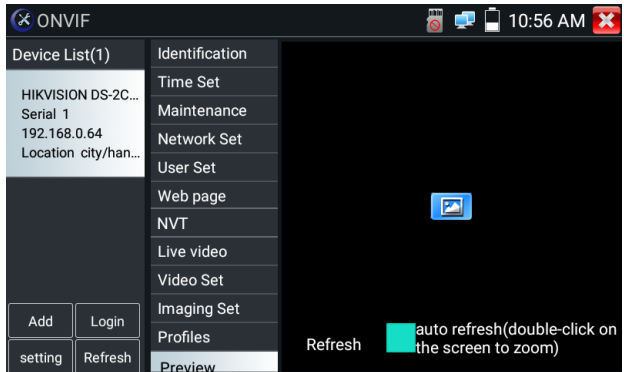 ONVIF
10:56 AM
Device List(1)
HIKVISION DS-2C...
Serial 1
192.168.0.64
Location city/han...
Add
Login
setting
Refresh
Identification
Time Set
Maintenance
Network Set
User Set
Web page
NVT
Live video
Video Set
Imaging Set
Profiles
Preview
Refresh
auto refresh(double-click on
the screen to zoom)